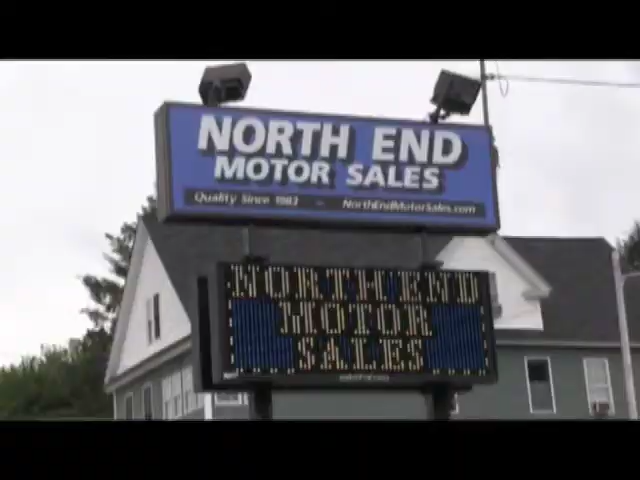 NORTH END
MOTOR SALES
Quality Since 1983 - NorthEndMotorSales.com
NORTH END
MOTOR
SALES